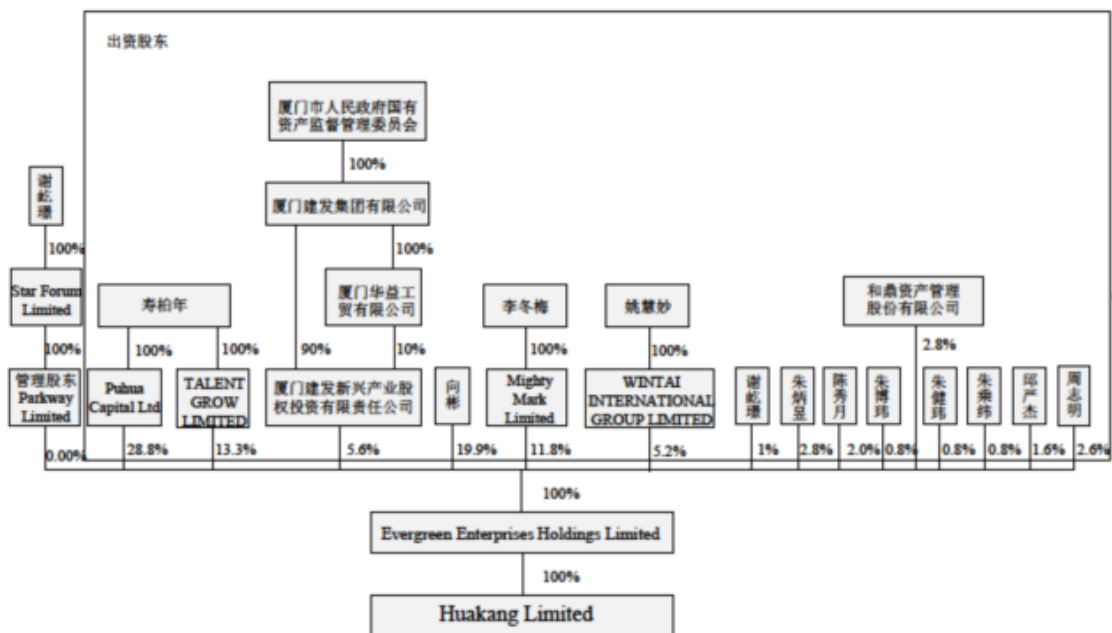 出资股东
厦门市人民政府国有
资产监督管理委员会
100%
谢屹璟
厦门建发集团有限公司
100%
100%
Star Forum
Limited
寿柏年
厦门华益工
贸有限公司
李冬梅
姚慧妙
和鼎资产管理
股份有限公司
100%
100%
100%
90%
10%
100%
100%
2.8%
管理股东
Parkway
Limited
Puhua
Capital Ltd
TALENT
GROW
LIMITED
厦门建发新兴产业股
权投资有限责任公司
向彬
Mighty
Mark
Limited
WINTAI
INTERNATIONAL
GROUP LIMITED
谢屹璟
朱炳昱
陈秀月
朱博玮
朱健玮
朱乘纬
邱严杰
周志明
0.00%
28.8%
13.3%
5.6%
19.9%
11.8%
5.2%
1%
2.8%
2.0%
0.8%
0.8%
0.8%
1.6%
2.6%
100%
Evergreen Enterprises Holdings Limited
100%
Huakang Limited